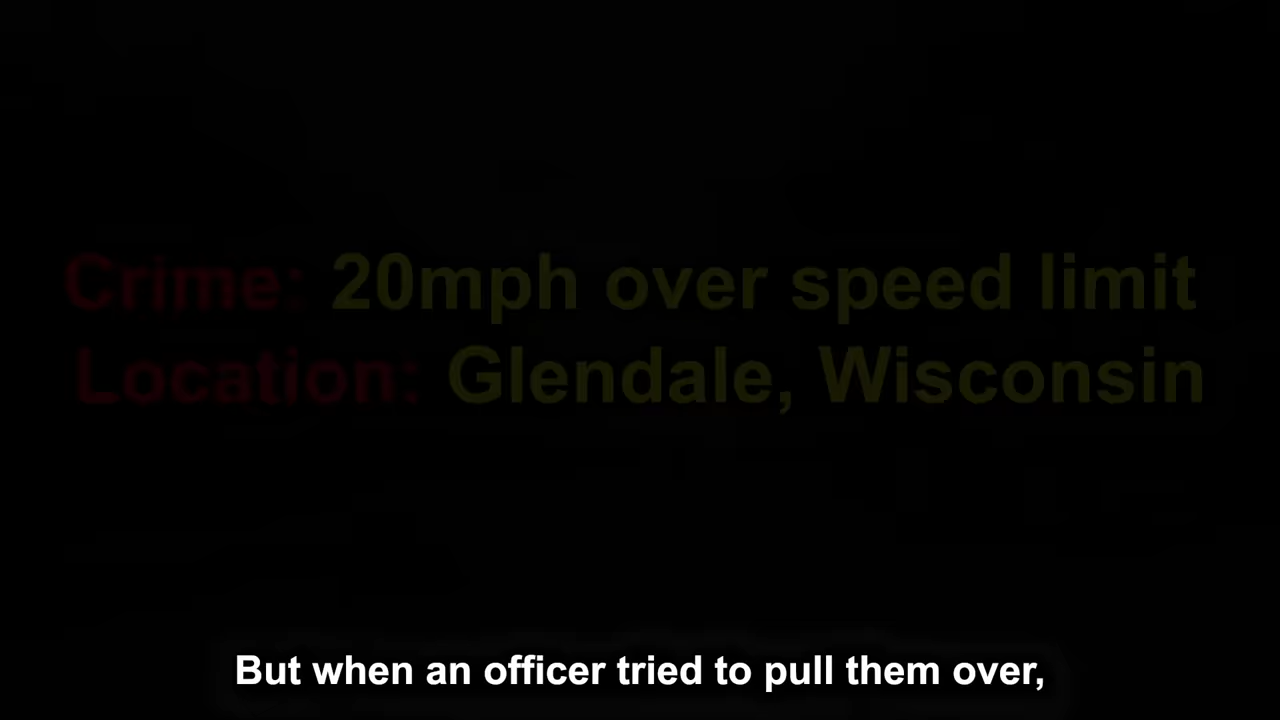 Crime: 20mph over speed limit
Location: Glendale, Wisconsin
But when an officer tried to pull them over,